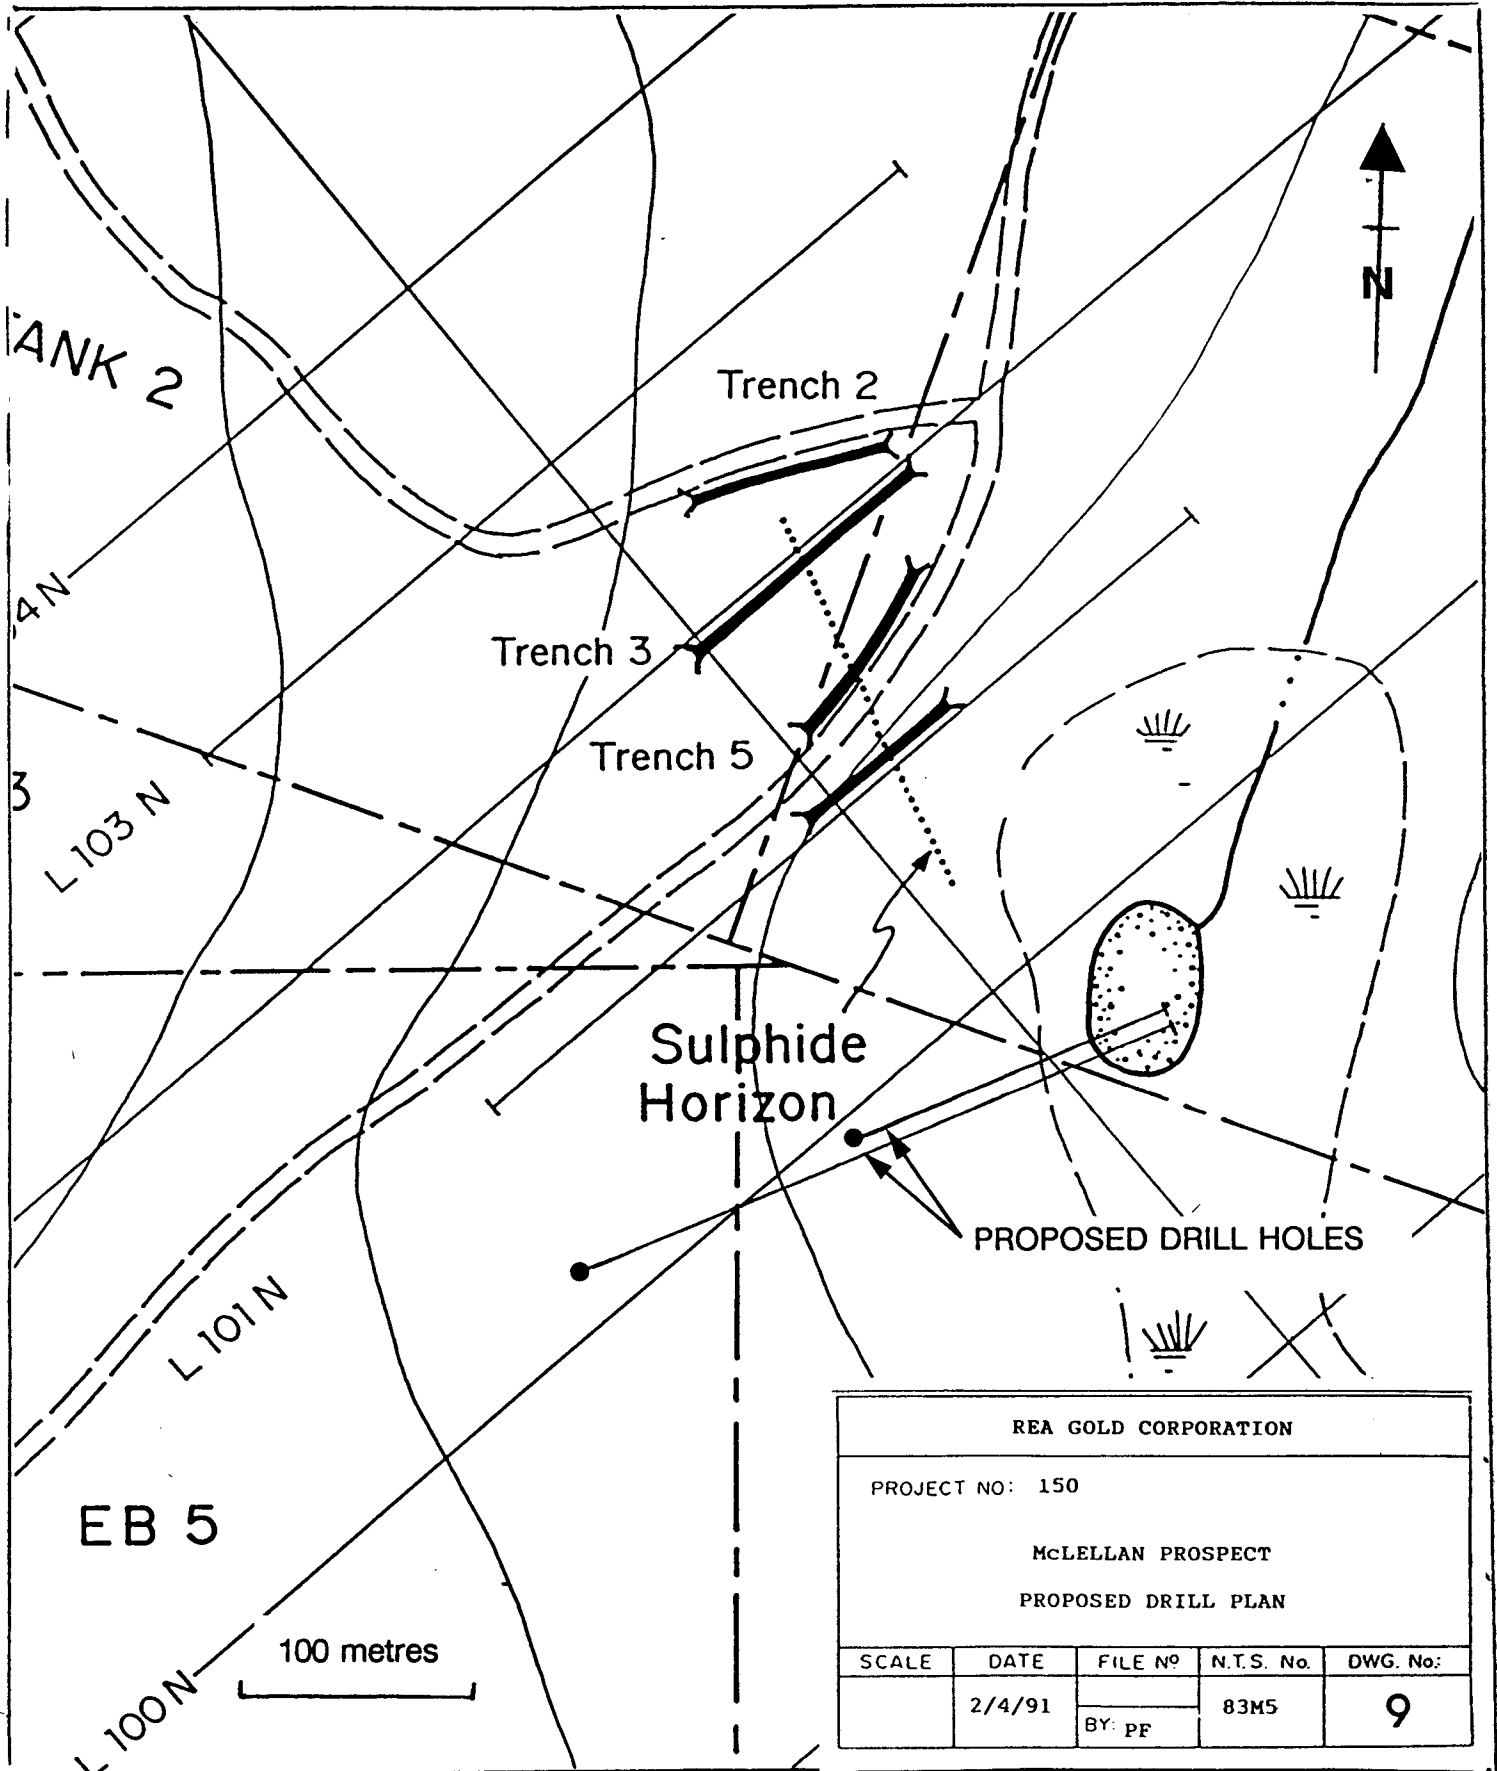 N
ANK 2
Trench 2
4N
Trench 3
Trench 5
3
L 103 N
Sulphide
Horizon
PROPOSED DRILL HOLES
L 101 N
EB 5
100 metres
L 100 N
REA GOLD CORPORATION
PROJECT NO: 150
McLELLAN PROSPECT
PROPOSED DRILL PLAN
SCALE DATE FILE Nº N.T.S. No. DWG. No:
2/4/91 83M5 9
BY: PF